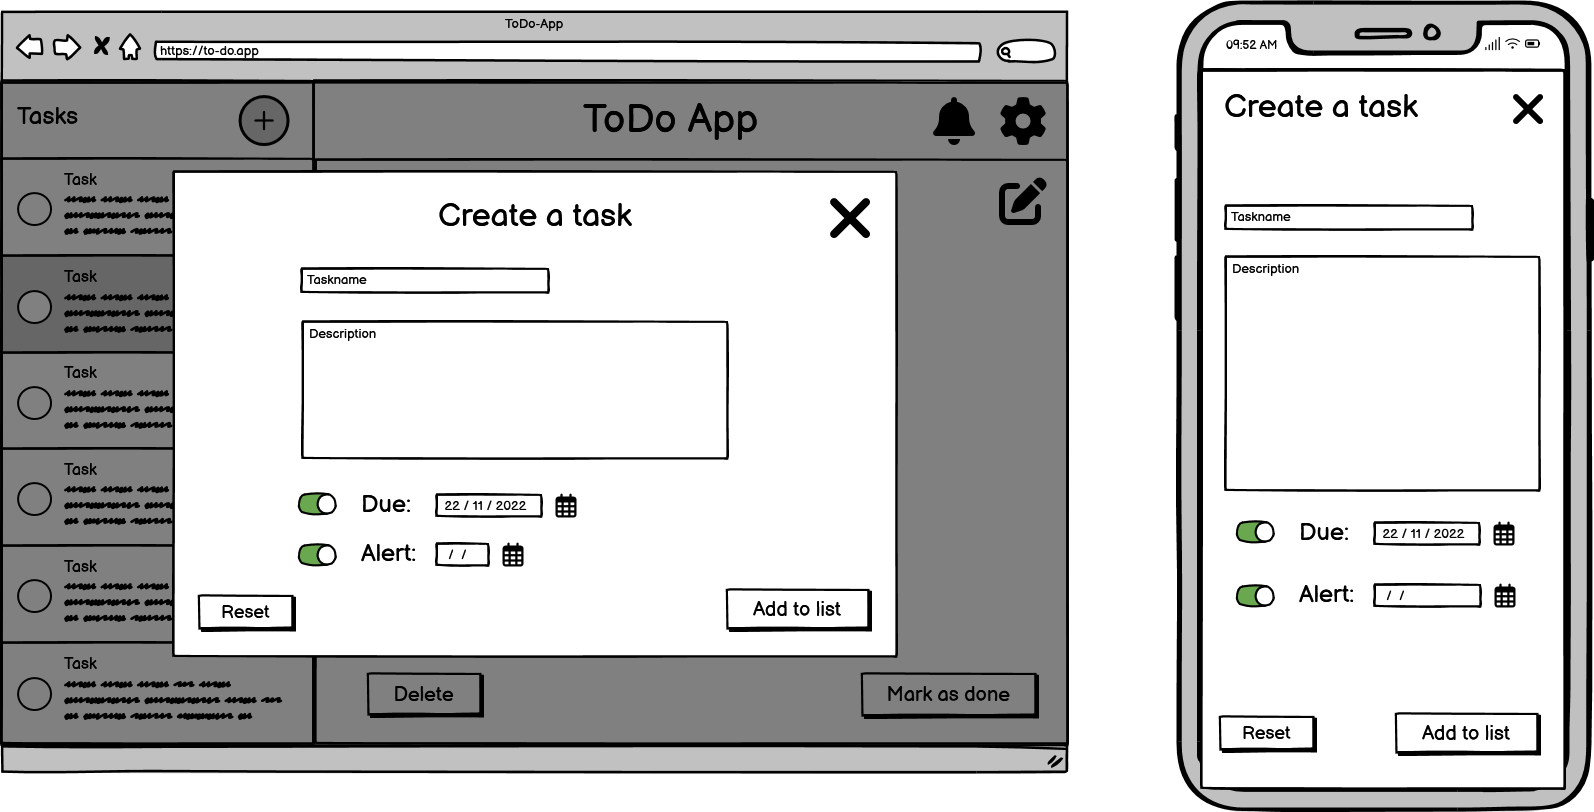 ToDo-App
https://to-do.app
Tasks
+
ToDo App
Task
Task
Task
Task
Task
Task
Create a task
Taskname
Description
Due: 22 / 11 / 2022
Alert: / /
Reset
Add to list
Delete
Mark as done
09:52 AM
Create a task
Taskname
Description
Due: 22 / 11 / 2022
Alert: / /
Reset
Add to list